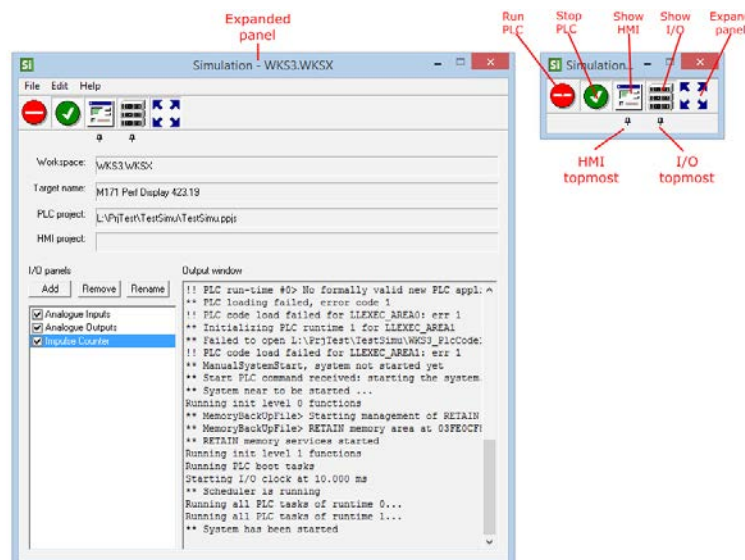 Expanded
panel
Run
PLC
Stop
PLC
Show
HMI
Show
I/O
Expand
panel
SI
Simulation - WKS3.WKSX
SI
Simulation...
File Edit Help
HMI
topmost
I/O
topmost
Workspace: WKS3.WKSX
Target name: M171 Perf Display 423.19
PLC project: L:\PrjTest\TestSimu\TestSimu.ppjs
HMI project:
I/O panels
Output window
Add Remove Rename
Analogue Inputs
Analogue Outputs
Impulse Counter
!! PLC run-time #0> No formally valid new PLC appl
** PLC loading failed, error code 1
!! PLC code load failed for LLEXEC_AREA0: err 1
** Initializing PLC runtime 1 for LLEXEC_AREA1
** Failed to open L:\PrjTest\TestSimu\WKS3_PlcCode
!! PLC code load failed for LLEXEC_AREA1: err 1
** ManualSystemStart, system not started yet
** Start PLC command received: starting the system
** System near to be started ...
Running init level 0 functions
** MemoryBackUpFile> Starting management of RETAIN
** MemoryBackUpFile> RETAIN memory area at 03FE0CF
** RETAIN memory services started
Running init level 1 functions
Running PLC boot tasks
Starting I/O clock at 10.000 ms
** Scheduler is running
Running all PLC tasks of runtime 0...
Running all PLC tasks of runtime 1...
** System has been started